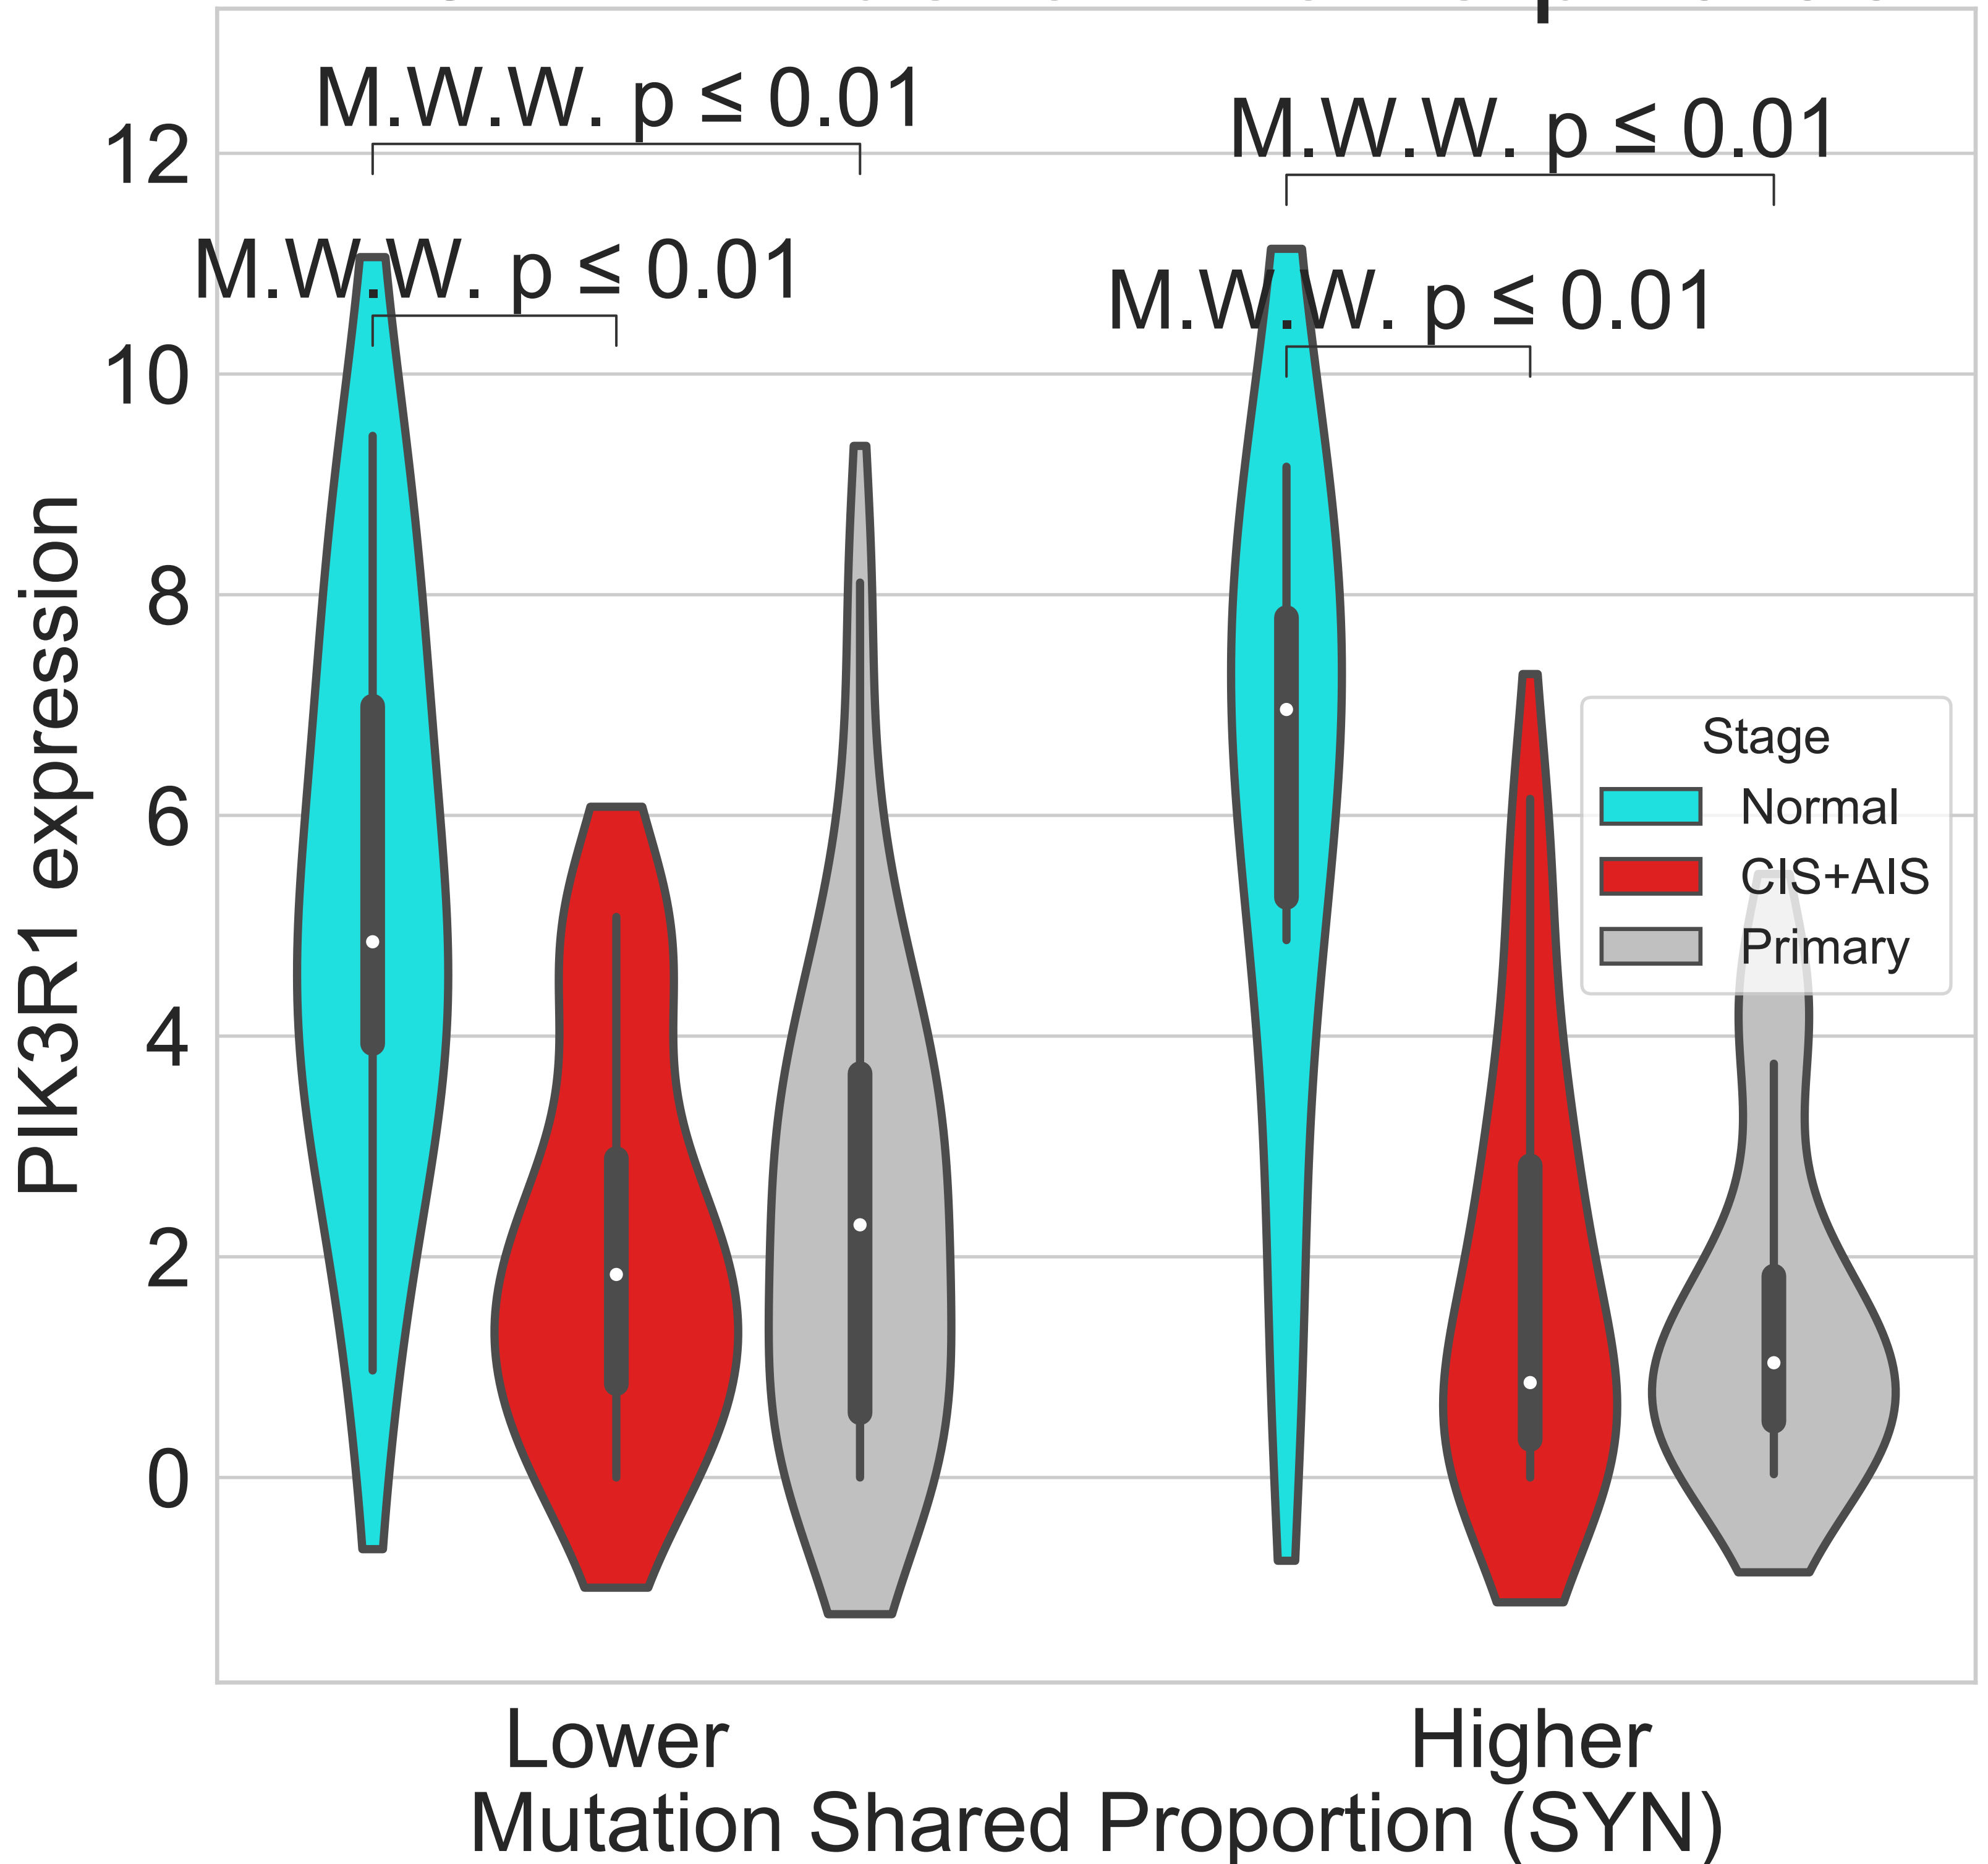 M.W.W. p ≤ 0.01
M.W.W. p ≤ 0.01
M.W.W. p ≤ 0.01
M.W.W. p ≤ 0.01
12
10
8
6
4
2
0
PIK3R1 expression
Stage
Normal
CIS+AIS
Primary
Lower
Higher
Mutation Shared Proportion (SYN)